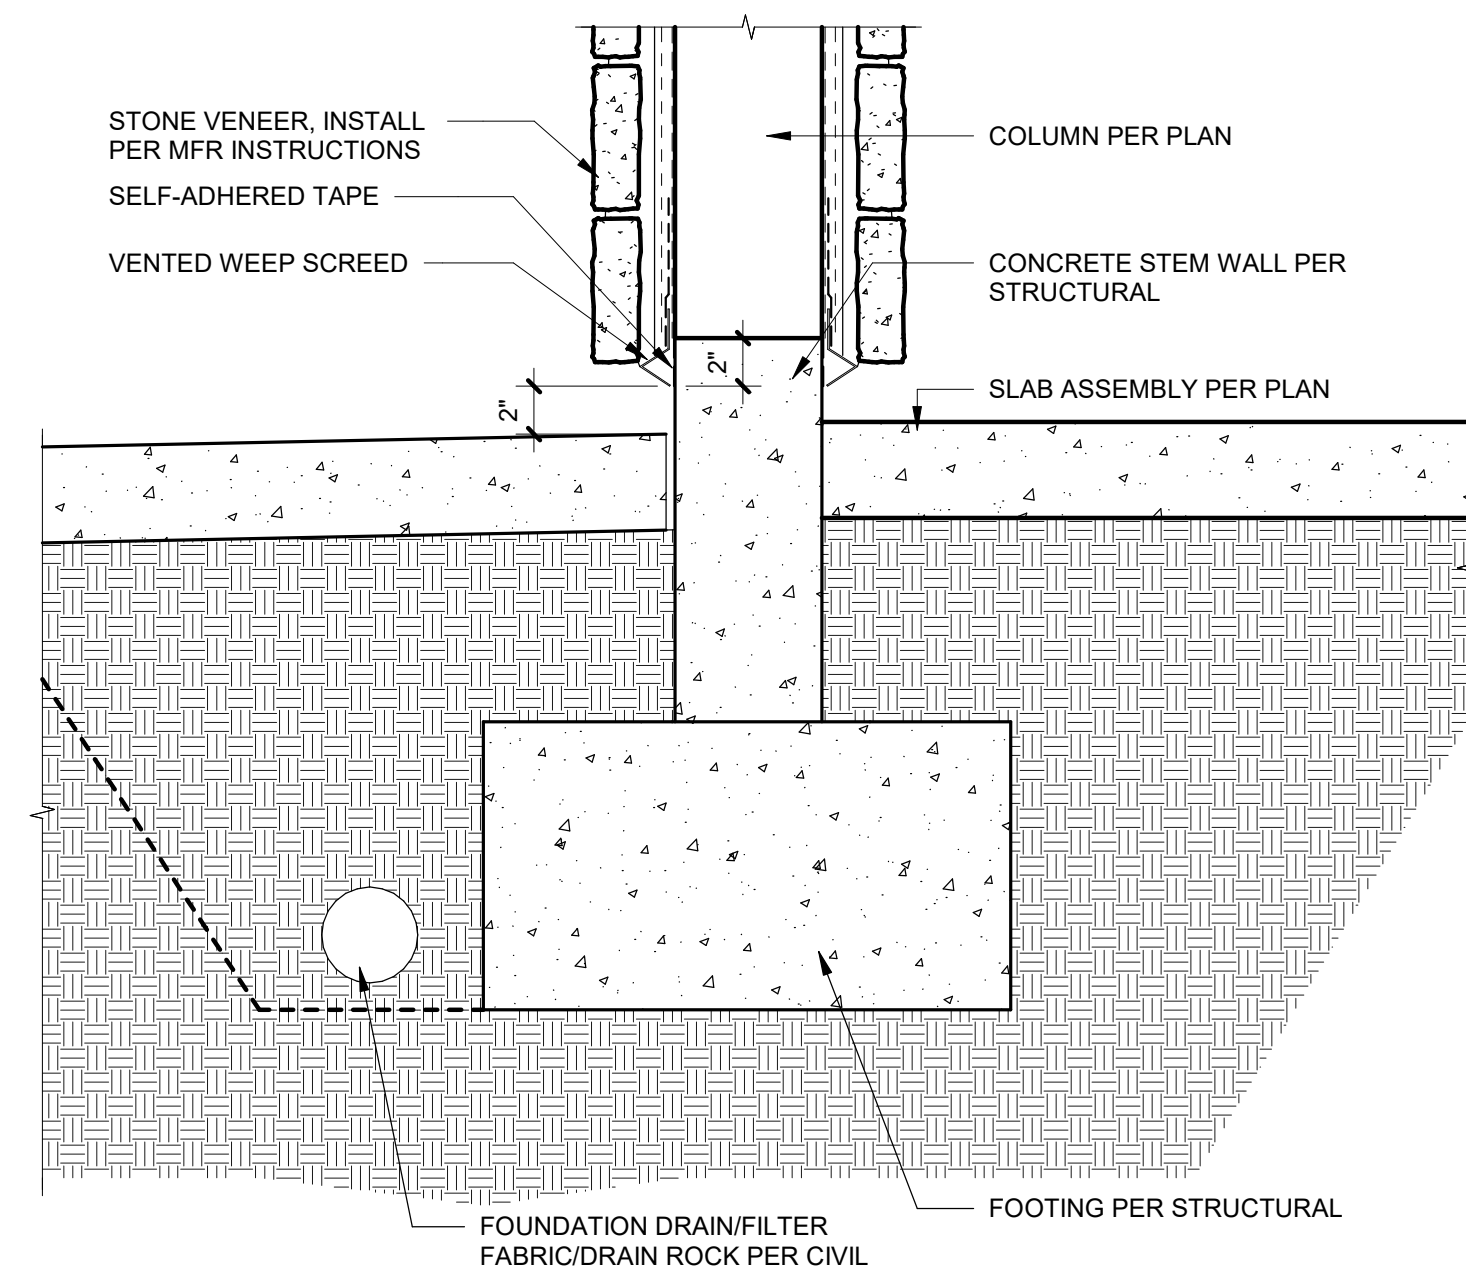 STONE VENEER, INSTALL
PER MFR INSTRUCTIONS
SELF-ADHERED TAPE
VENTED WEEP SCREED
COLUMN PER PLAN
CONCRETE STEM WALL PER
STRUCTURAL
SLAB ASSEMBLY PER PLAN
2"
2"
FOOTING PER STRUCTURAL
FOUNDATION DRAIN/FILTER
FABRIC/DRAIN ROCK PER CIVIL